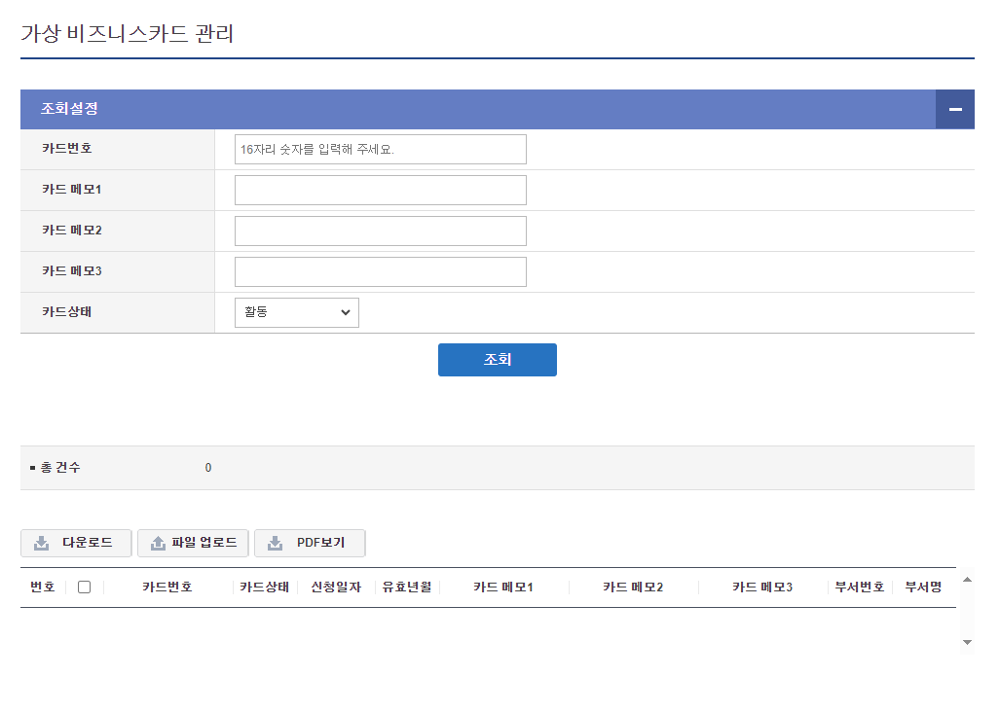 가상 비즈니스카드 관리
조회설정
카드번호 16자리 숫자를 입력해 주세요.
카드 메모1
카드 메모2
카드 메모3
카드상태 활동
조회
총 건수 0
다운로드 파일 업로드 PDF보기
번호 카드번호 카드상태 신청일자 유효년월 카드 메모1 카드 메모2 카드 메모3 부서번호 부서명